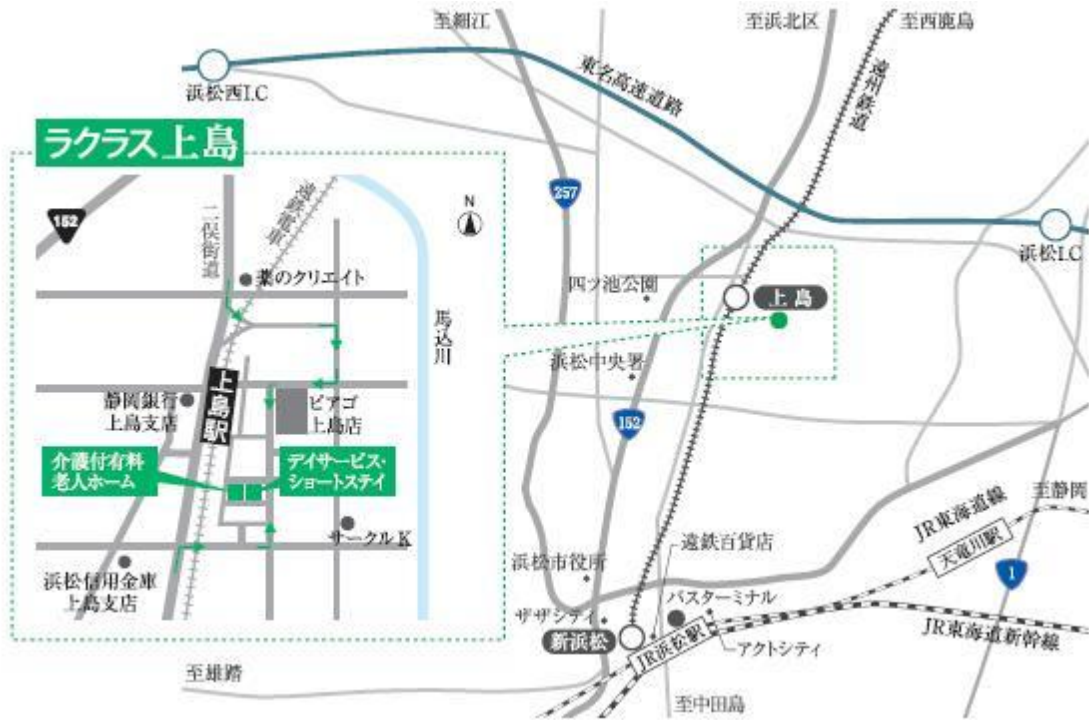 至細江
至浜北区
至西鹿島
浜松西I.C
東名高速道路
遠州鉄道
ラクラス上島
257
浜松I.C
152
二俣街道
遠鉄電車
N
薬のクリエイト
馬込川
四ツ池公園
上島
浜松中央署
静岡銀行
上島支店
上島駅
ピアゴ
上島店
152
介護付有料
老人ホーム
デイサービス・
ショートステイ
サークルK
浜松信用金庫
上島支店
至静岡
JR東海道線
天竜川駅
1
浜松市役所
遠鉄百貨店
ザザシティ
バスターミナル
新浜松
JR浜松駅
アクトシティ
JR東海道新幹線
至雄踏
至中田島